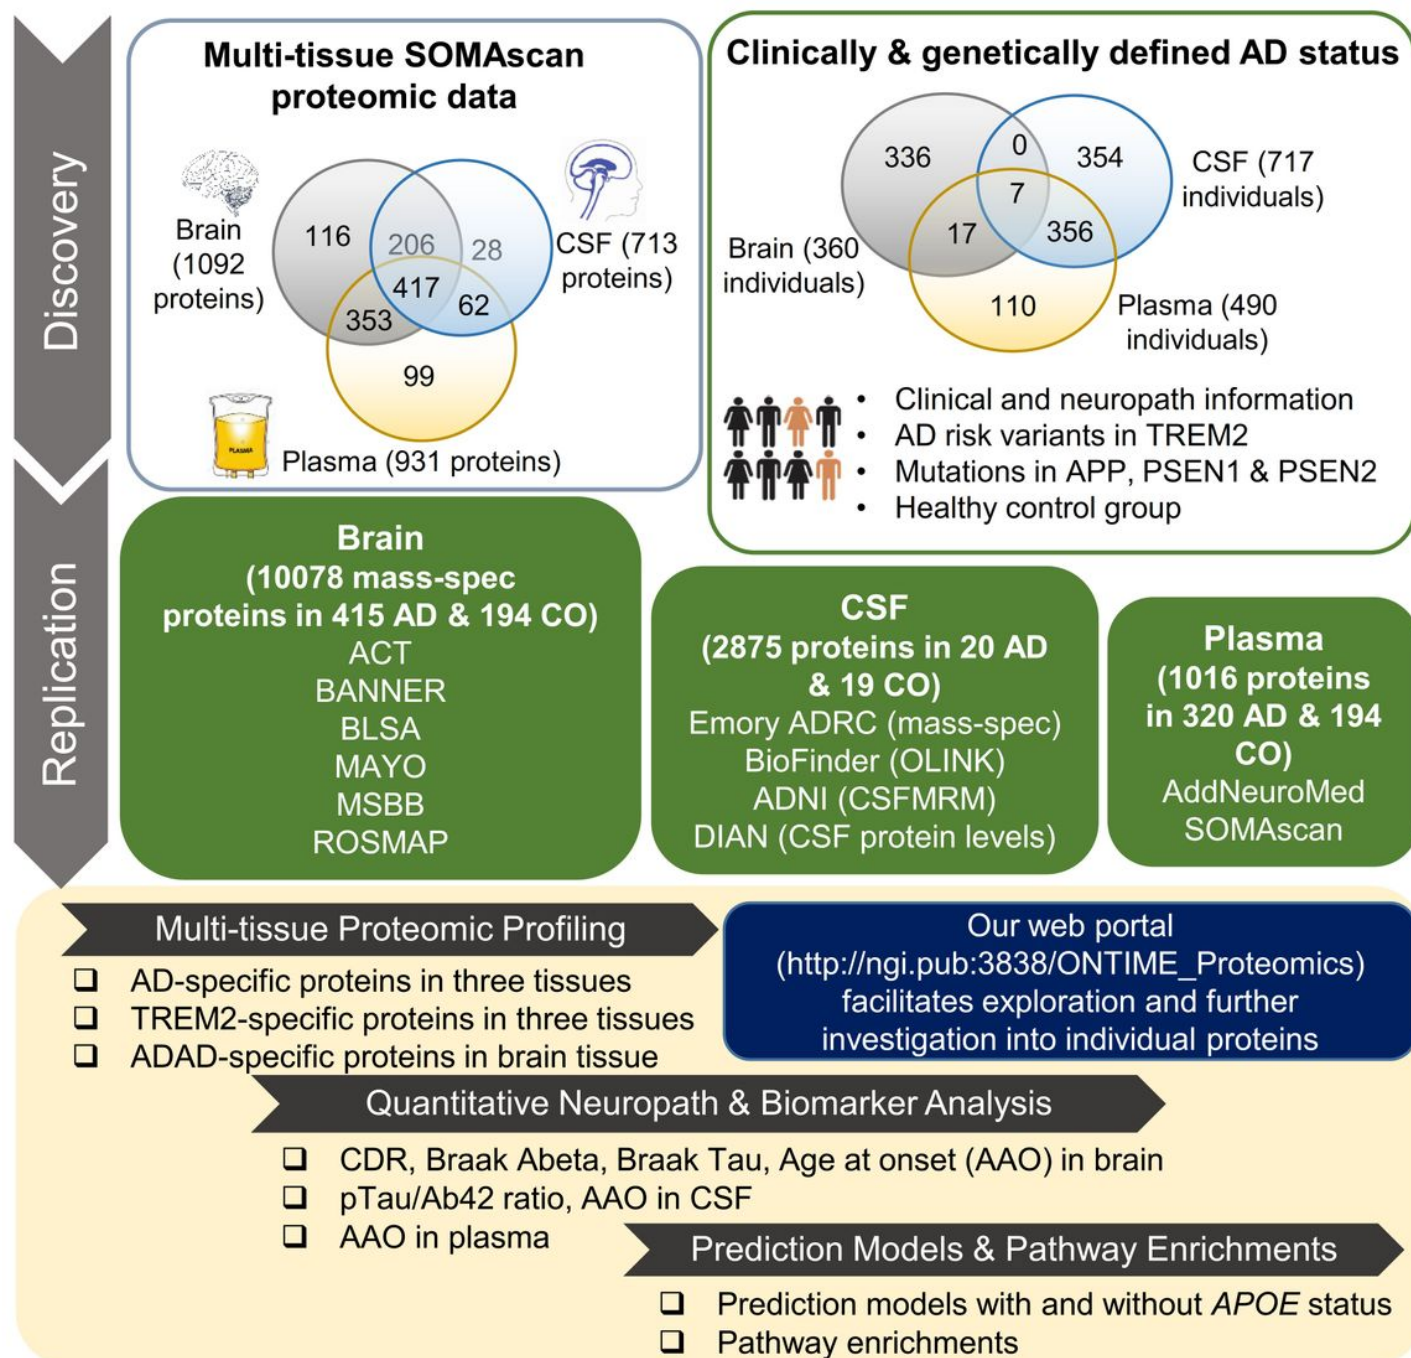 Discovery
Multi-tissue SOMAscan
proteomic data
Brain
(1092
proteins)
116
206
28
417
353
62
99
CSF (713
proteins)
PLASMA
Plasma (931 proteins)
Clinically & genetically defined AD status
336
0
354
7
17
356
110
CSF (717
individuals)
Brain (360
individuals)
Plasma (490
individuals)
• Clinical and neuropath information
• AD risk variants in TREM2
• Mutations in APP, PSEN1 & PSEN2
• Healthy control group
Replication
Brain
(10078 mass-spec
proteins in 415 AD & 194 CO)
ACT
BANNER
BLSA
MAYO
MSBB
ROSMAP
CSF
(2875 proteins in 20 AD
& 19 CO)
Emory ADRC (mass-spec)
BioFinder (OLINK)
ADNI (CSFMRM)
DIAN (CSF protein levels)
Plasma
(1016 proteins
in 320 AD & 194
CO)
AddNeuroMed
SOMAscan
Multi-tissue Proteomic Profiling
❑ AD-specific proteins in three tissues
❑ TREM2-specific proteins in three tissues
❑ ADAD-specific proteins in brain tissue
Our web portal
(http://ngi.pub:3838/ONTIME_Proteomics)
facilitates exploration and further
investigation into individual proteins
Quantitative Neuropath & Biomarker Analysis
❑ CDR, Braak Abeta, Braak Tau, Age at onset (AAO) in brain
❑ pTau/Ab42 ratio, AAO in CSF
❑ AAO in plasma
Prediction Models & Pathway Enrichments
❑ Prediction models with and without APOE status
❑ Pathway enrichments